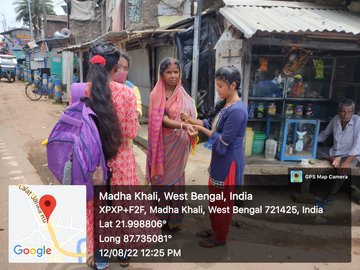 GPS Map Camera
Madha Khali, West Bengal, India
XPXP+F2F, Madha Khali, West Bengal 721425, India
Lat 21.998806°
Long 87.735081°
12/08/22 12:25 PM
Google